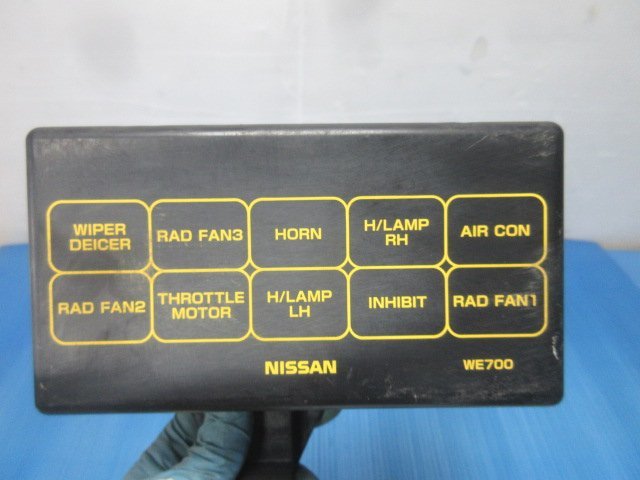 WIPER
DEICER
RAD FAN3
HORN
H/LAMP
RH
AIR CON
RAD FAN2
THROTTLE
MOTOR
H/LAMP
LH
INHIBIT
RAD FAN1
NISSAN
WE700